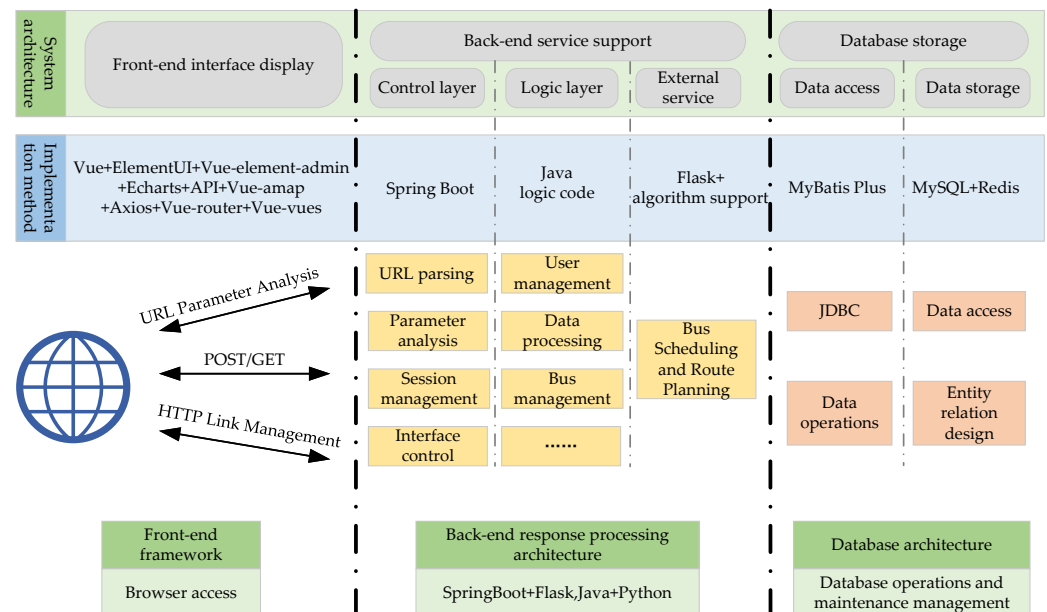 System
architecture
Front-end interface display
Back-end service support
Control layer
Logic layer
External
service
Database storage
Data access
Data storage
Implementa
tion method
Vue+ElementUI+Vue-element-admin
+Echarts+API+Vue-amap
+Axios+Vue-router+Vue-vues
Spring Boot
Java
logic code
Flask+
algorithm support
MyBatis Plus
MySQL+Redis
URL Parameter Analysis
POST/GET
HTTP Link Management
URL parsing
Parameter
analysis
Session
management
Interface
control
User
management
Data
processing
Bus
management
......
Bus
Scheduling
and Route
Planning
JDBC
Data
operations
Data access
Entity
relation
design
Front-end
framework
Browser access
Back-end response processing
architecture
SpringBoot+Flask,Java+Python
Database architecture
Database operations and
maintenance management